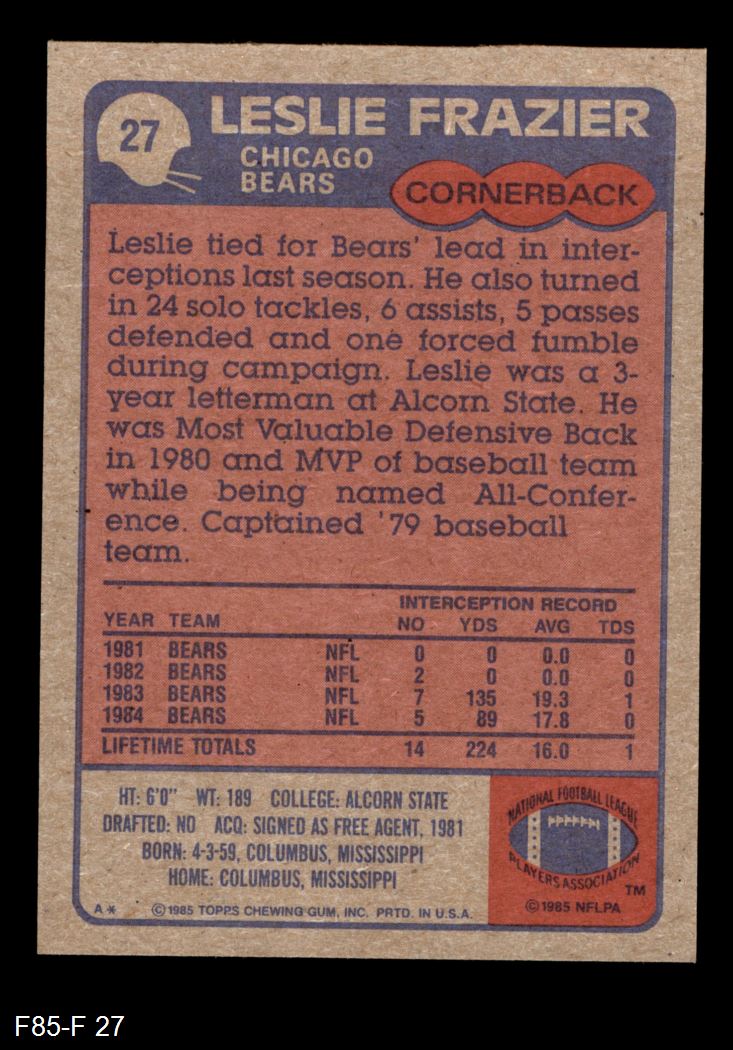 27
LESLIE FRAZIER
CHICAGO
BEARS
CORNERBACK
Leslie tied for Bears' lead in inter-
ceptions last season. He also turned
in 24 solo tackles, 6 assists, 5 passes
defended and one forced fumble
during campaign. Leslie was a 3-
year letterman at Alcorn State. He
was Most Valuable Defensive Back
in 1980 and MVP of baseball team
while being named All-Confer-
ence. Captained '79 baseball
team.
INTERCEPTION RECORD
YEAR TEAM NO YDS AVG TDS
1981 BEARS NFL 0 0 0.0 0
1982 BEARS NFL 2 0 0.0 0
1983 BEARS NFL 7 135 19.3 1
1984 BEARS NFL 5 89 17.8 0
LIFETIME TOTALS 14 224 16.0 1
HT: 6'0" WT: 189 COLLEGE: ALCORN STATE
DRAFTED: NO ACQ: SIGNED AS FREE AGENT, 1981
BORN: 4-3-59, COLUMBUS, MISSISSIPPI
HOME: COLUMBUS, MISSISSIPPI
A* ©1985 TOPPS CHEWING GUM, INC. PRTD. IN U.S.A.
NATIONAL FOOTBALL LEAGUE
PLAYERS ASSOCIATION
TM
©1985 NFLPA
F85-F 27